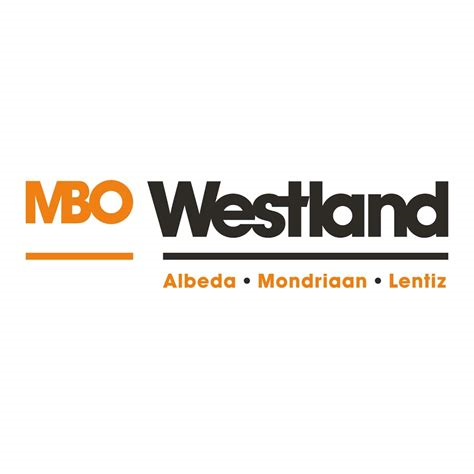 MBO Westland
Albeda • Mondriaan • Lentiz